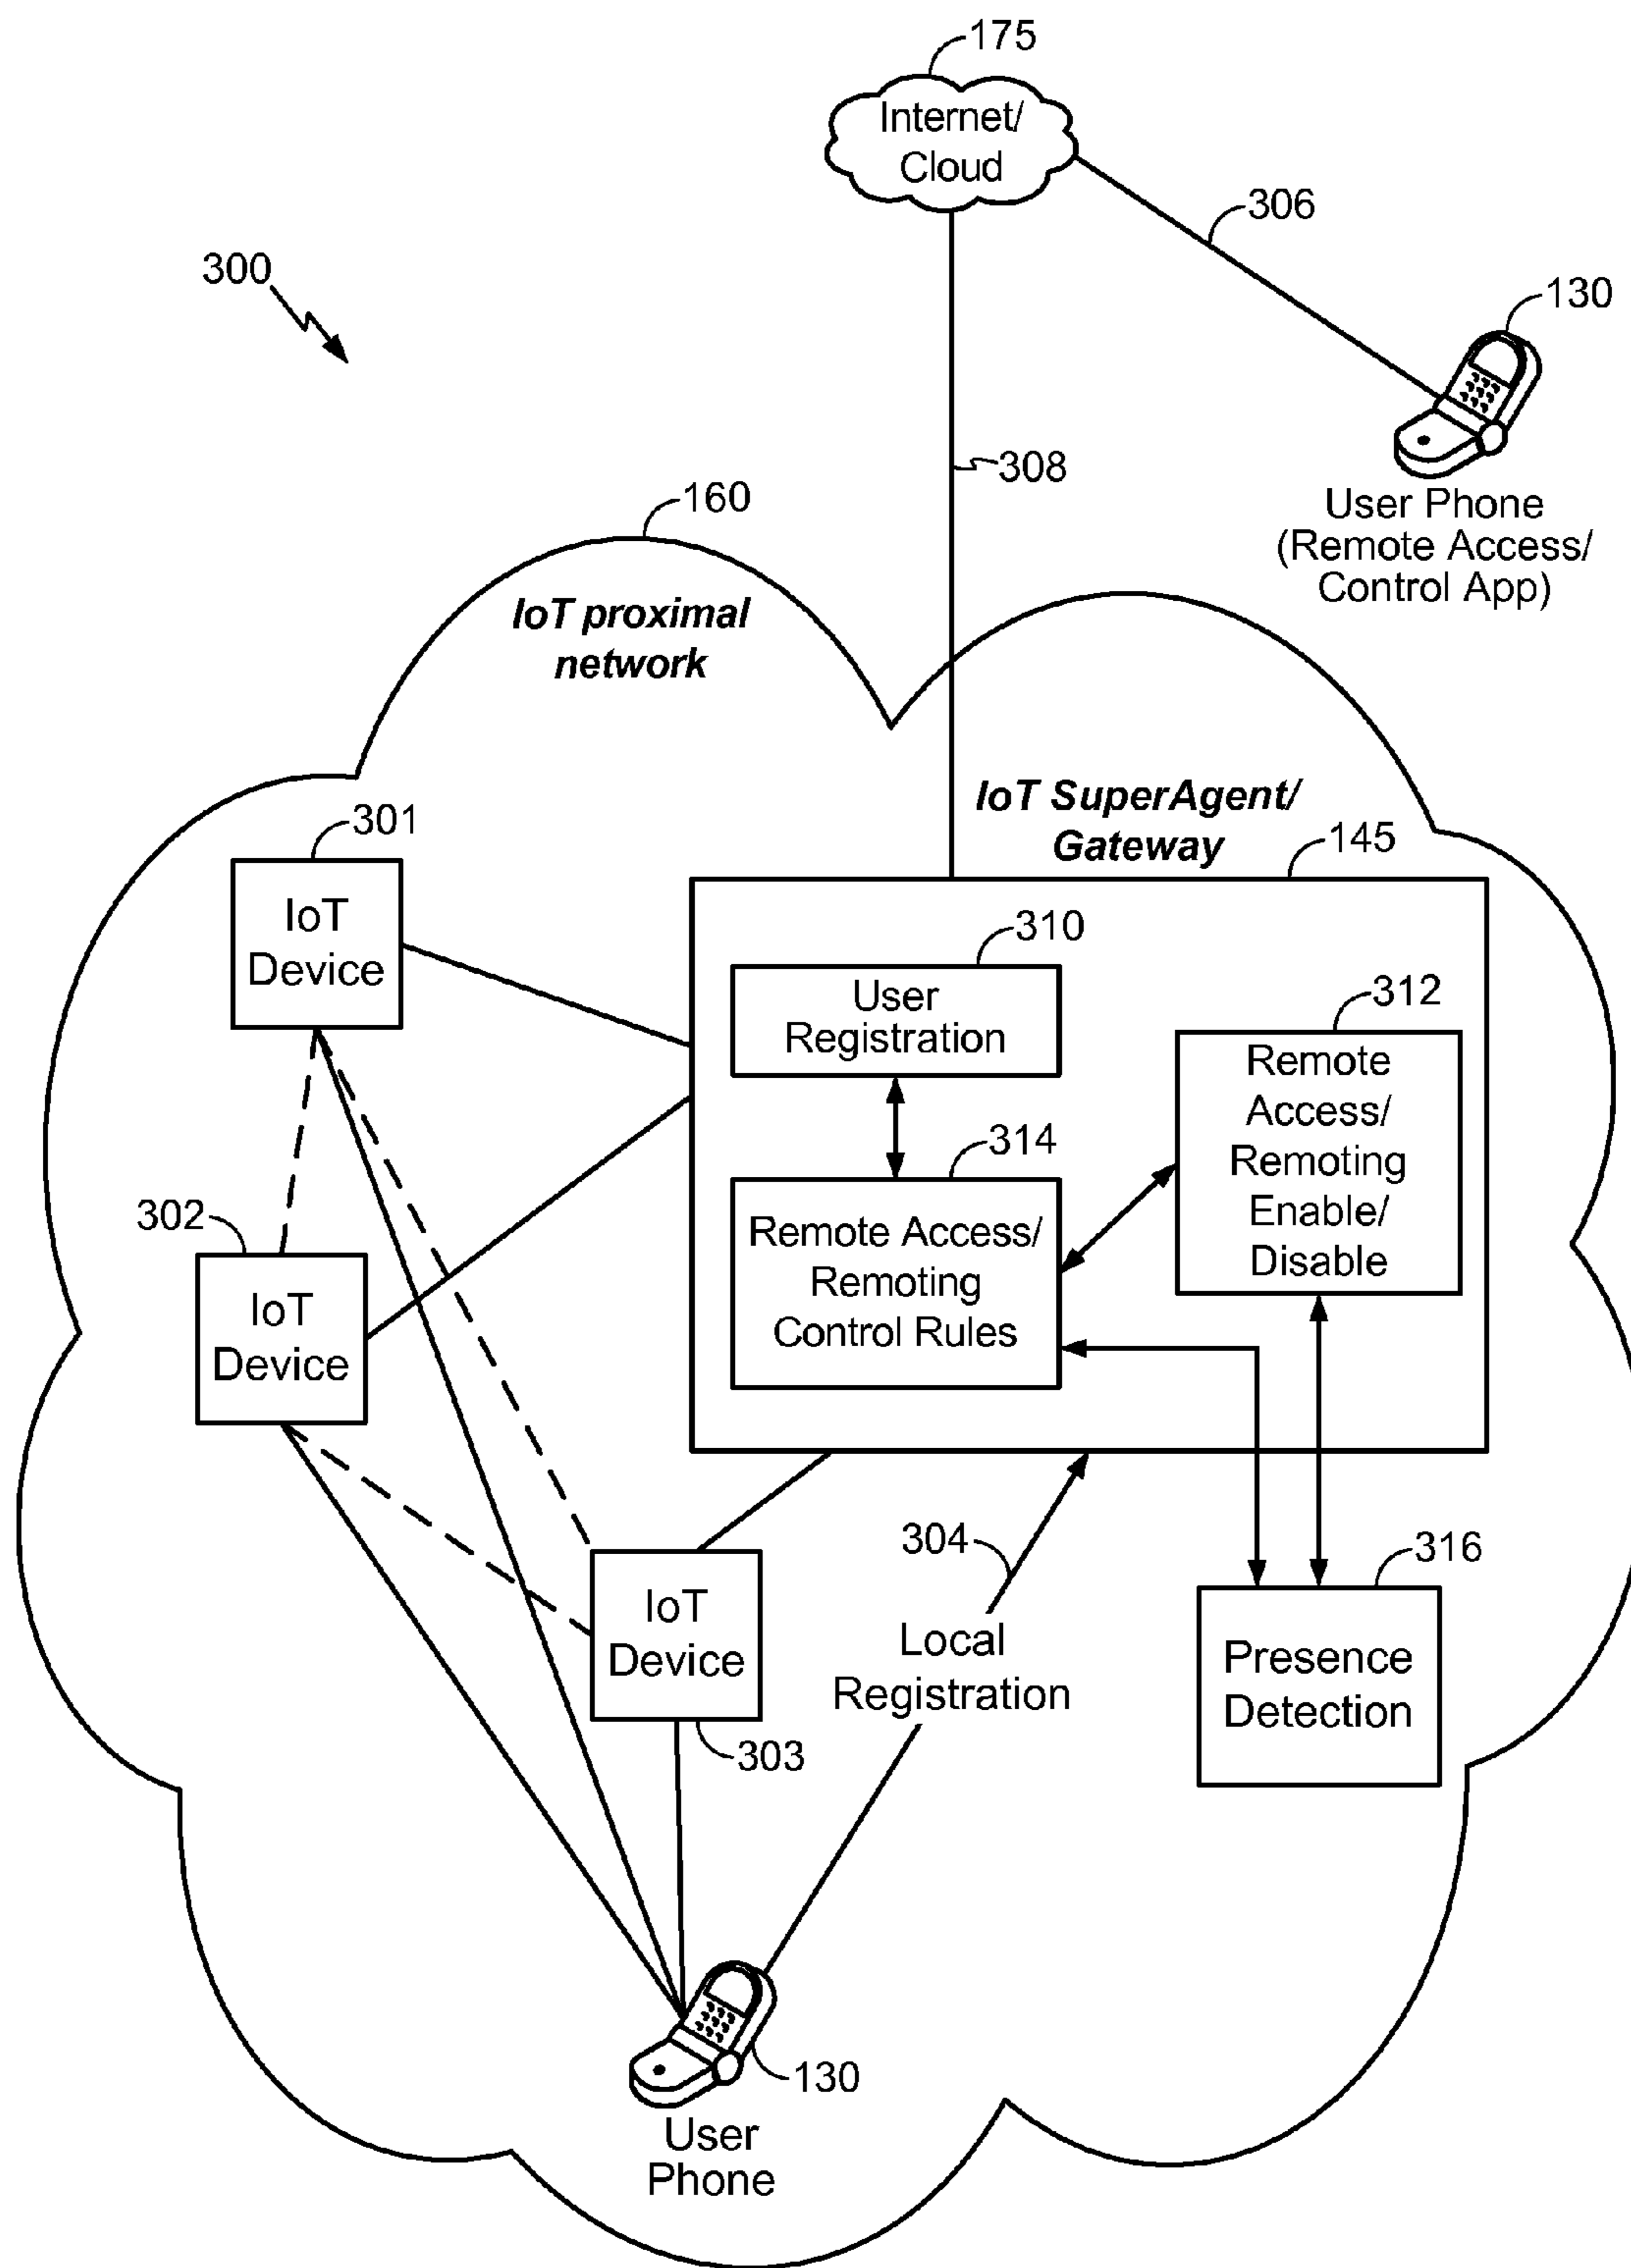 175
Internet/
Cloud
306
300
130
308
User Phone
(Remote Access/
Control App)
160
IoT proximal
network
IoT SuperAgent/
Gateway
145
301
IoT
Device
310
User
Registration
312
Remote
Access/
Remoting
Enable/
Disable
314
Remote Access/
Remoting
Control Rules
302
IoT
Device
304
Local
Registration
316
Presence
Detection
IoT
Device
303
130
User
Phone